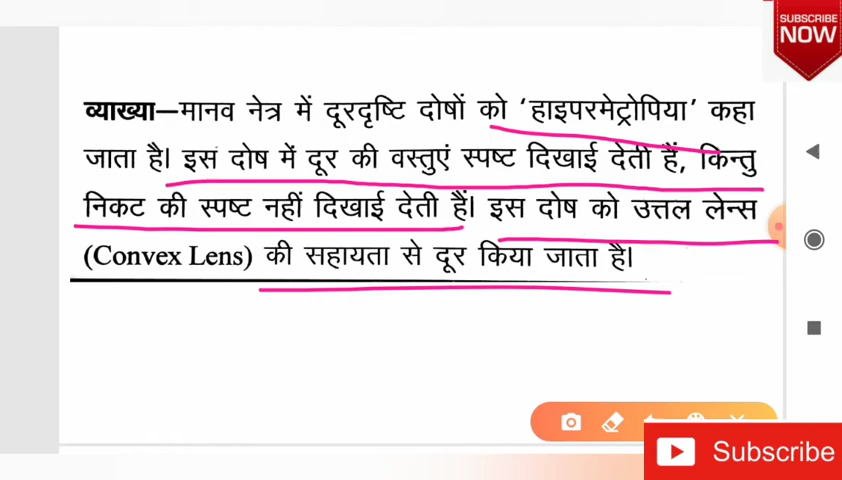 SUBSCRIBE
NOW
व्याख्या–मानव नेत्र में दूरदृष्टि दोषों को ‘हाइपरमेट्रोपिया’ कहा
जाता है। इस दोष में दूर की वस्तुएं स्पष्ट दिखाई देती हैं, किन्तु
निकट की स्पष्ट नहीं दिखाई देती हैं। इस दोष को उत्तल लेन्स
(Convex Lens) की सहायता से दूर किया जाता है।
Subscribe